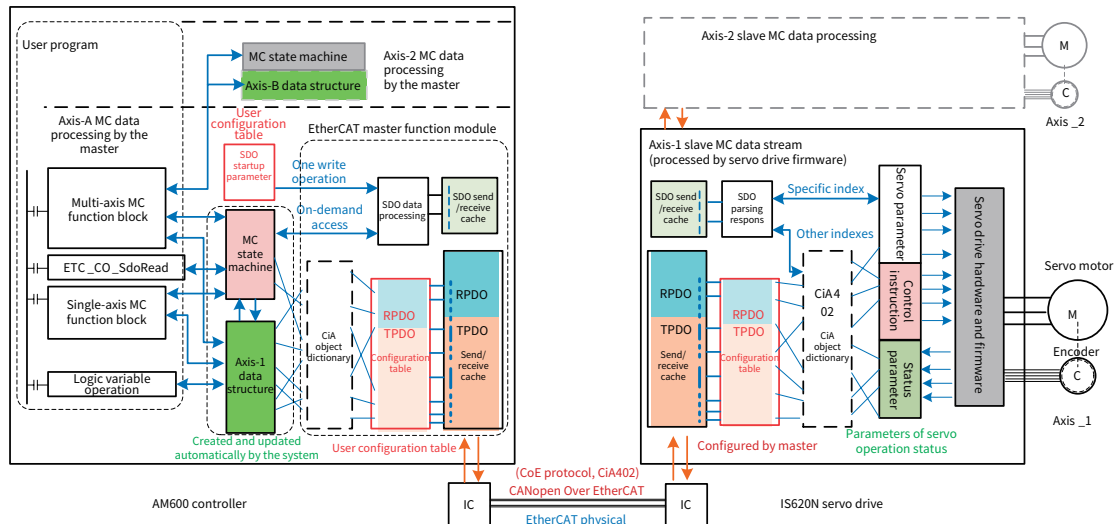 User program
MC state machine
Axis-B data structure
Axis-2 MC data
processing
by the master
Axis-A MC data
processing by the
master
User
configuration
table
SDO
startup
parameter
EtherCAT master function module
One write
operation
On-demand
access
SDO data
processing
SDO send
/receive
cache
Multi-axis MC
function block
ETC_CO_SdoRead
Single-axis MC
function block
Logic variable
operation
MC
state
machine
Axis-1
data
structure
CiA
object
dictionary
RPDO
TPDO
Configuration
table
RPDO
TPDO
Send/
receive
cache
Created and updated
automatically by the system
User configuration table
AM600 controller
IC
(CoE protocol, CiA402)
CANopen Over EtherCAT
EtherCAT physical
IC
IS620N servo drive
Axis-2 slave MC data processing
M
C
Axis _2
Axis-1 slave MC data stream
(processed by servo drive firmware)
SDO send
/receive
cache
SDO
parsing
respons
Specific index
Other indexes
RPDO
TPDO
Send/
receive
cache
RPDO
TPDO
Configuration
table
CiA 4
02
CiA
object
dictionary
Servo parameter
Control
instruction
Status
parameter
Servo drive hardware and firmware
Servo motor
M
Encoder
C
Axis _1
Configured by master
Parameters of servo
operation status